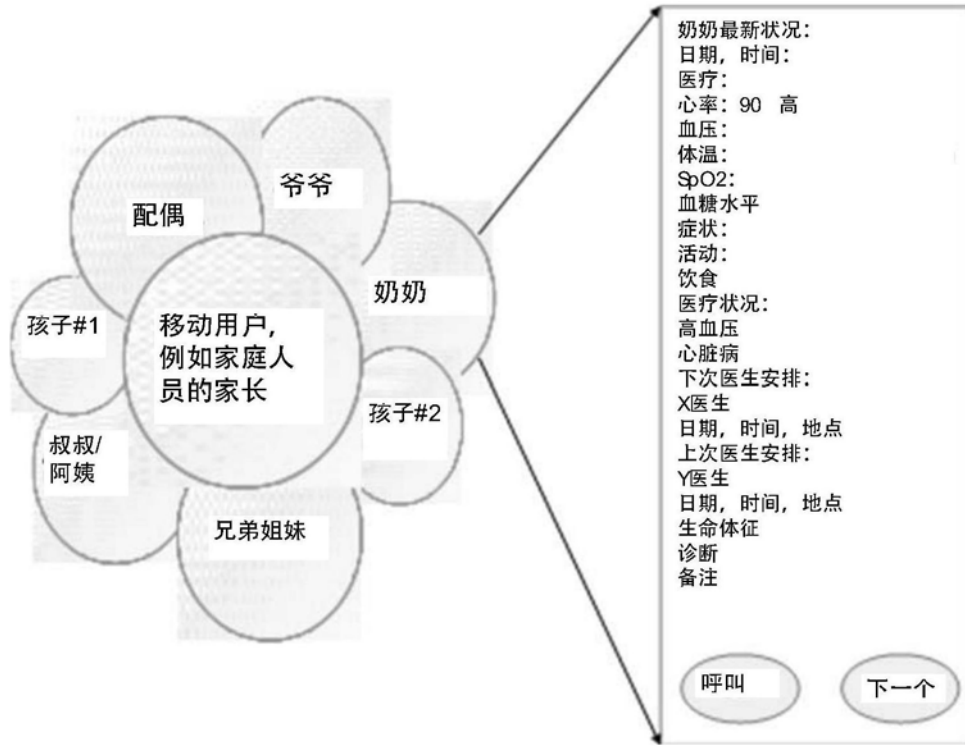 配偶
爷爷
奶奶
孩子#1
移动用户,
例如家庭人
员的家长
孩子#2
叔叔/
阿姨
兄弟姐妹
奶奶最新状况:
日期, 时间:
医疗:
心率: 90 高
血压:
体温:
SpO2:
血糖水平
症状:
活动:
饮食
医疗状况:
高血压
心脏病
下次医生安排:
X医生
日期, 时间, 地点
上次医生安排:
Y医生
日期, 时间, 地点
生命体征
诊断
备注
呼叫
下一个